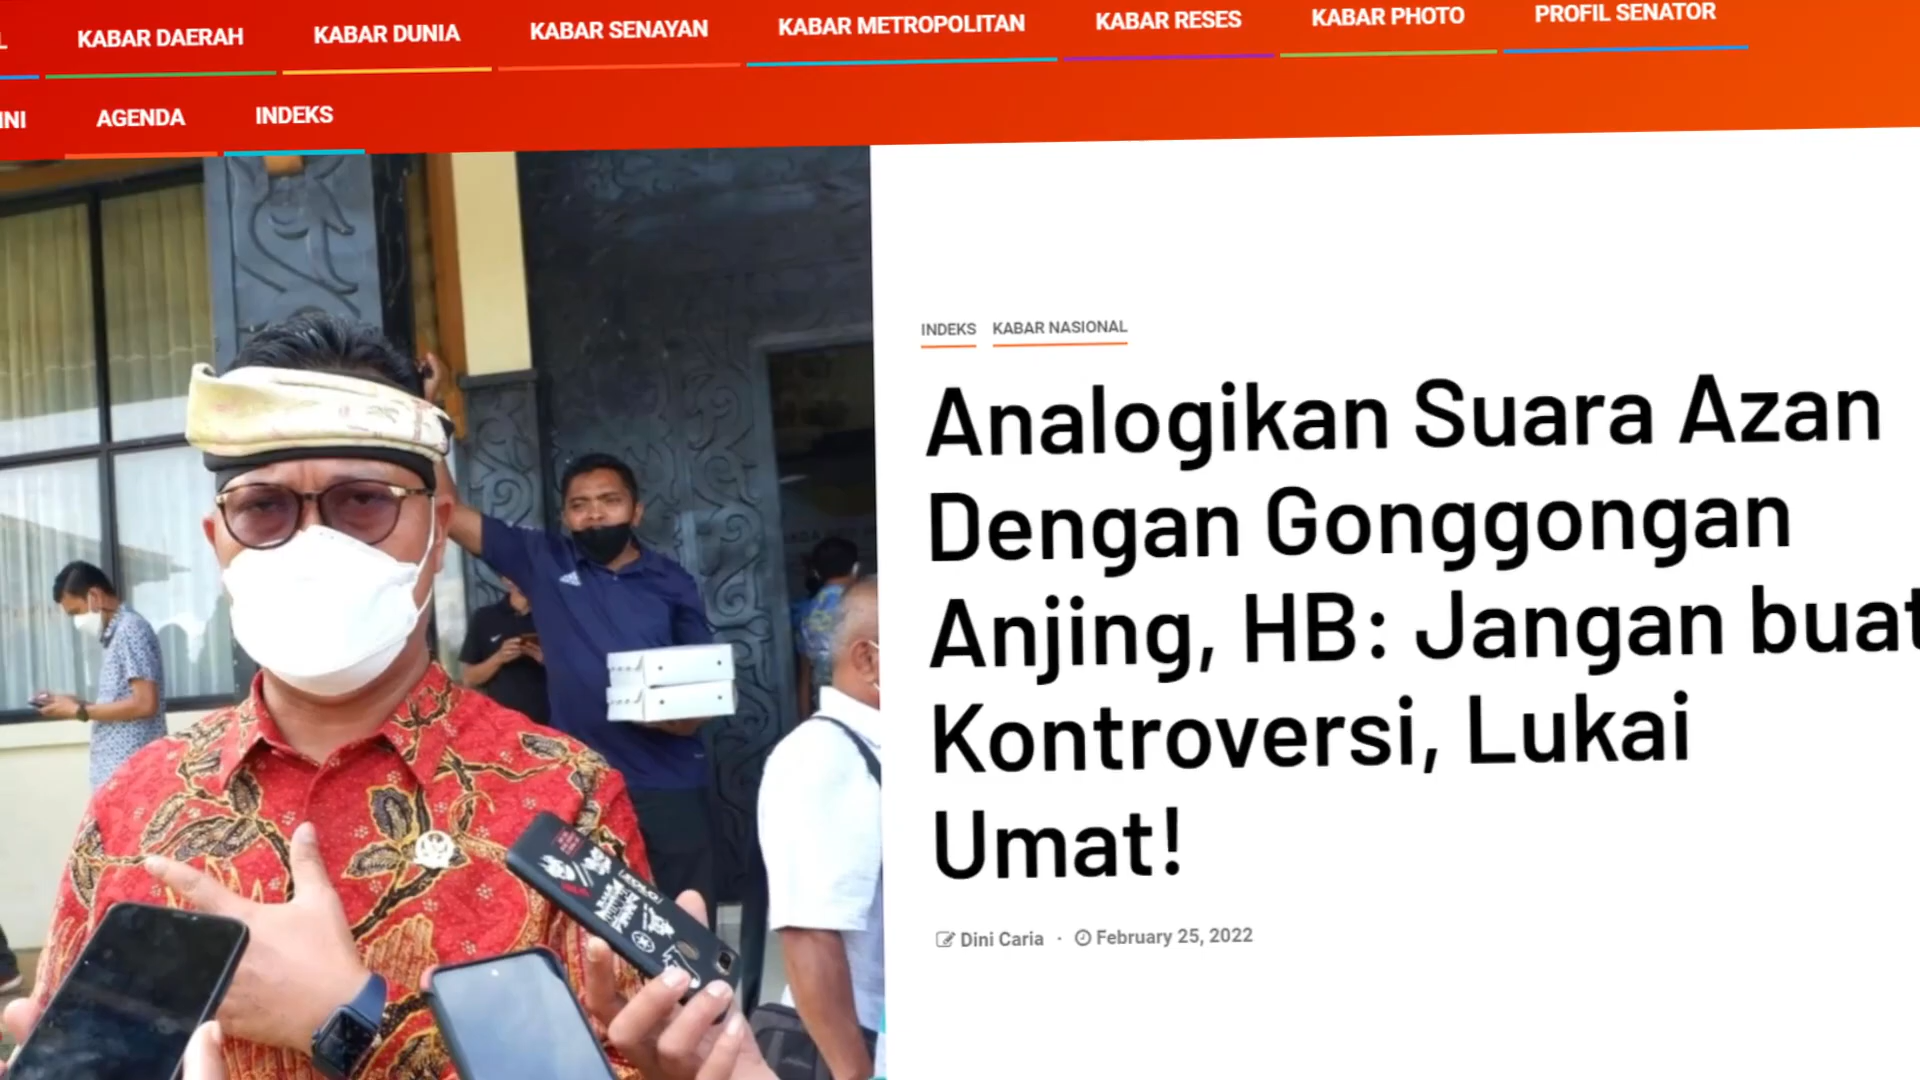 KABAR DAERAH KABAR DUNIA KABAR SENAYAN KABAR METROPOLITAN KABAR RESES KABAR PHOTO PROFIL SENATOR
AGENDA INDEKS
INDEKS KABAR NASIONAL
Analogikan Suara Azan
Dengan Gonggongan
Anjing, HB: Jangan buat
Kontroversi, Lukai
Umat!
Dini Caria · February 25, 2022